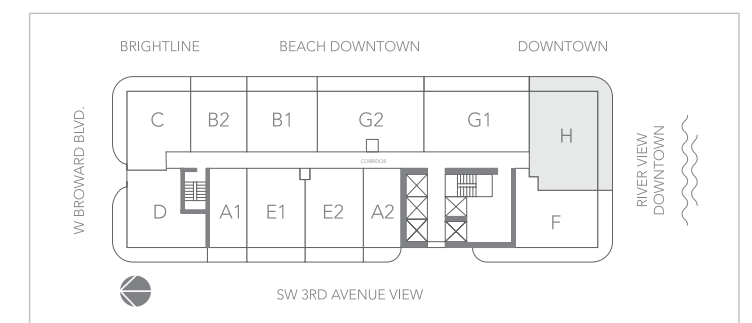 BRIGHTLINE BEACH DOWNTOWN DOWNTOWN
W BROWARD BLVD.
C B2 B1 G2 G1 H
CORRIDOR
RIVER VIEW
DOWNTOWN
D A1 E1 E2 A2 F
SW 3RD AVENUE VIEW